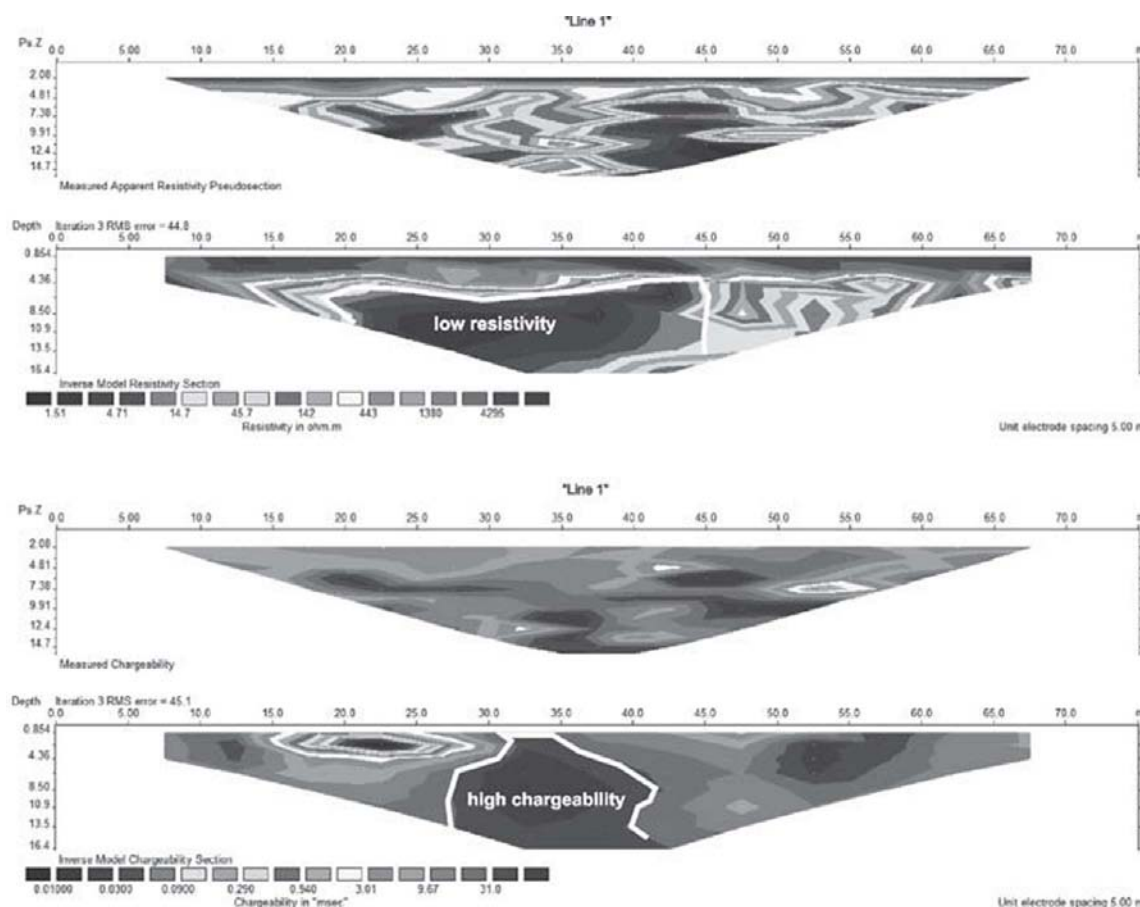 "Line 1"
Ps.Z 0.0 5.00 10.0 15.0 20.0 25.0 30.0 35.0 40.0 45.0 50.0 55.0 60.0 65.0 70.0
2.08
4.81
7.38
9.91
12.4
14.7
Measured Apparent Resistivity Pseudosection
Depth Iteration 3 RMS error = 44.8
0.0 5.00 10.0 15.0 20.0 25.0 30.0 35.0 40.0 45.0 50.0 55.0 60.0 65.0 70.0
0.854
4.36
8.50
10.9
13.5
16.4
low resistivity
Inverse Model Resistivity Section
1.51 4.71 14.7 45.7 142 443 1380 4295
Resistivity in ohm.m
Unit electrode spacing 5.00
"Line 1"
Ps.Z 0.0 5.00 10.0 15.0 20.0 25.0 30.0 35.0 40.0 45.0 50.0 55.0 60.0 65.0 70.0
2.08
4.81
7.38
9.91
12.4
14.7
Measured Chargeability
Depth Iteration 3 RMS error = 45.1
0.0 5.00 10.0 15.0 20.0 25.0 30.0 35.0 40.0 45.0 50.0 55.0 60.0 65.0 70.0
0.854
4.36
8.50
10.9
13.5
16.4
high chargeability
Inverse Model Chargeability Section
0.01000 0.0300 0.0900 0.290 0.540 3.01 9.67 31.0
Chargeability in "msec"
Unit electrode spacing 5.00